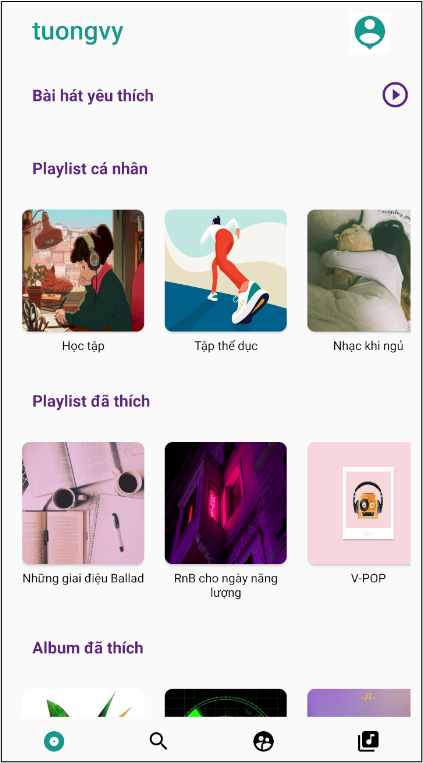 tuongvy
Bài hát yêu thích
Playlist cá nhân
Học tập
Tập thể dục
Nhạc khi ngủ
Playlist đã thích
Những giai điệu Ballad
RnB cho ngày năng
lượng
V-POP
Album đã thích